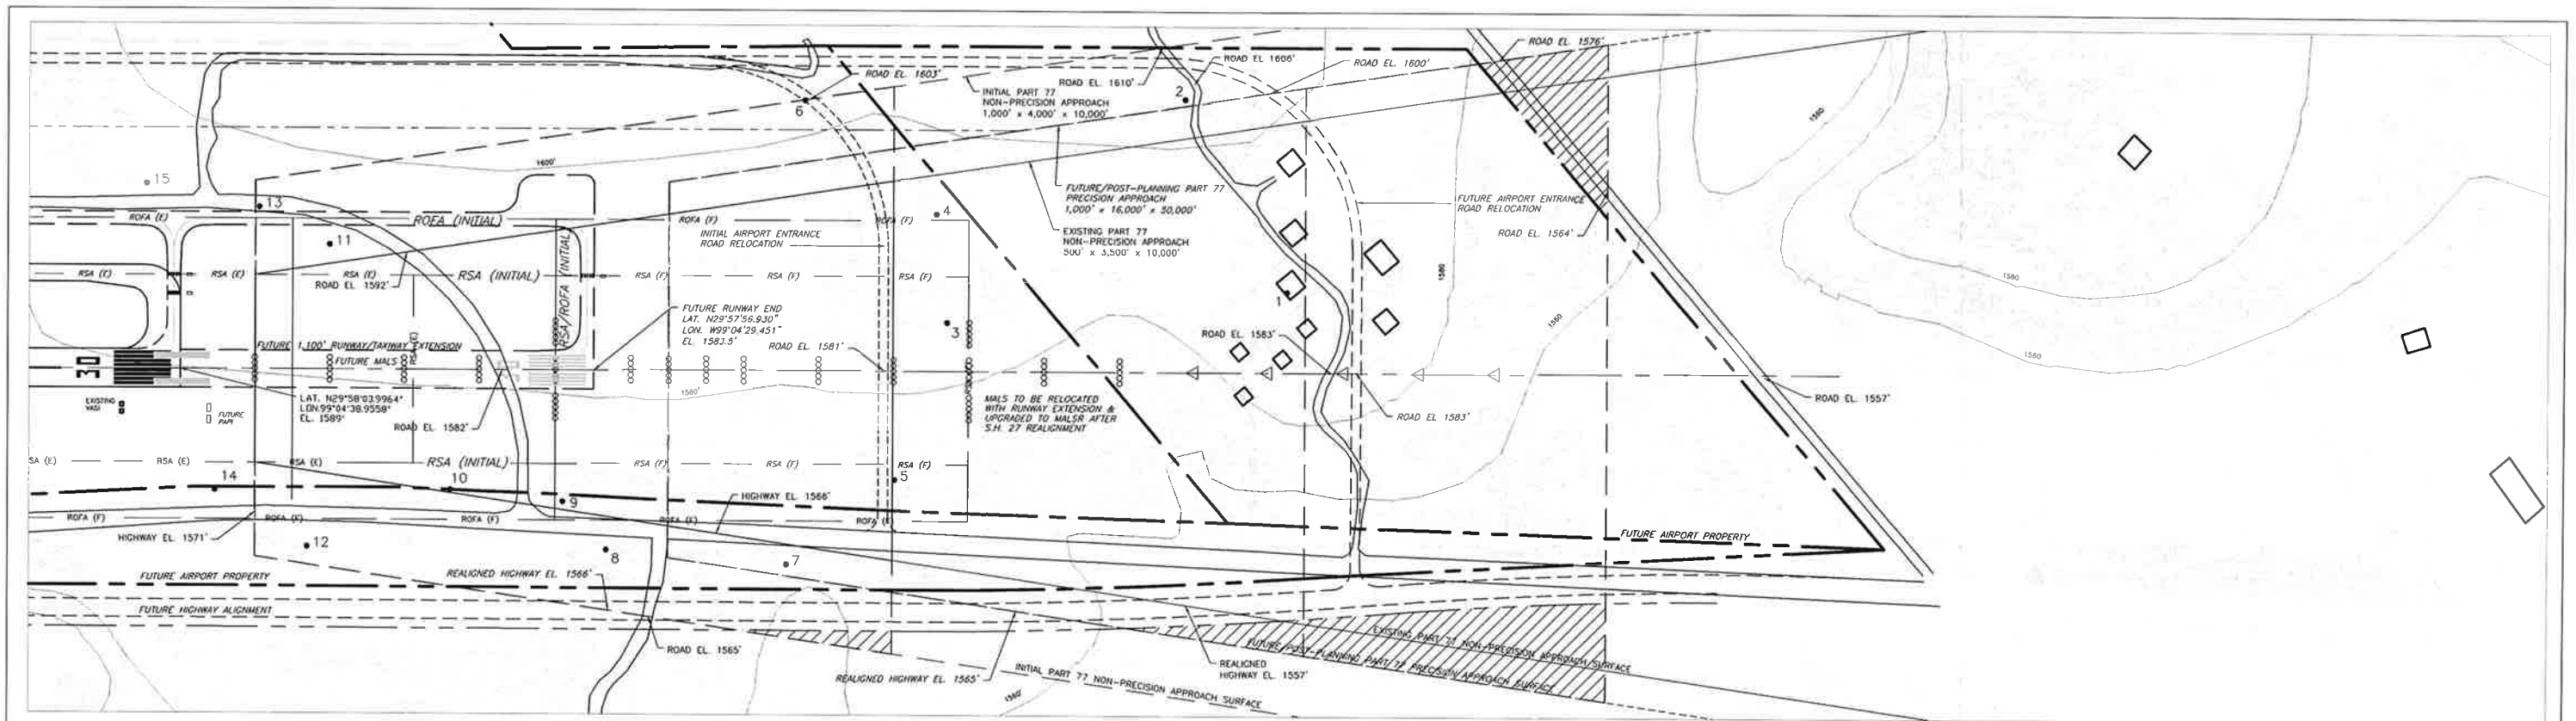 ROAD EL. 1576'
ROAD EL 1606'
ROAD EL. 1600'
ROAD EL. 1603'
ROAD EL. 1610'
INITIAL PART 77
NON-PRECISION APPROACH
1,000' x 4,000' x 10,000'
2
6
1580
1600'
15
FUTURE/POST-PLANNING PART 77
PRECISION APPROACH
1,000' x 16,000' x 50,000'
FUTURE AIRPORT ENTRANCE
ROAD RELOCATION
13
4
ROFA (E)
ROFA (INITIAL)
ROFA (F)
ROFA (F)
INITIAL AIRPORT ENTRANCE
ROAD RELOCATION
EXISTING PART 77
NON-PRECISION APPROACH
500' x 3,500' x 10,000'
ROAD EL. 1564'
11
RSA/ROFA (INITIAL)
RSA (E)
RSA (E)
RSA (E)
RSA (INITIAL)
RSA (F)
RSA (F)
RSA (F)
1580
1580
ROAD EL. 1592'
1
FUTURE RUNWAY END
LAT. N29°57'56.930"
LON. W99°04'29.451"
EL. 1583.5'
3
1580
ROAD EL. 1583'
FUTURE 1,100' RUNWAY/TAXIWAY EXTENSION
FUTURE MALS
RSA (E)
ROAD EL. 1581'
1580
30
1580'
LAT. N29°58'03.9964"
LON.99°04'38.9558"
EL. 1589'
EXISTING
VASI
FUTURE
PAPI
ROAD EL. 1582'
MALS TO BE RELOCATED
WITH RUNWAY EXTENSION &
UPGRADED TO MALSR AFTER
S.H. 27 REALIGNMENT
ROAD EL 1583'
ROAD EL. 1557'
SA (E)
RSA (E)
RSA (E)
RSA (INITIAL)
RSA (F)
RSA (F)
RSA (F)
14
10
9
5
HIGHWAY EL. 1566'
ROFA (F)
ROFA (F)
ROFA (F)
ROFA (F)
ROFA (F)
HIGHWAY EL. 1571'
12
8
7
FUTURE AIRPORT PROPERTY
FUTURE AIRPORT PROPERTY
REALIGNED HIGHWAY EL. 1566'
FUTURE HIGHWAY ALIGNMENT
ROAD EL. 1565'
REALIGNED HIGHWAY EL. 1565'
REALIGNED
HIGHWAY EL. 1557'
EXISTING PART 77 NON-PRECISION APPROACH SURFACE
FUTURE/POST-PLANNING PART 77 PRECISION APPROACH SURFACE
INITIAL PART 77 NON-PRECISION APPROACH SURFACE
1560'